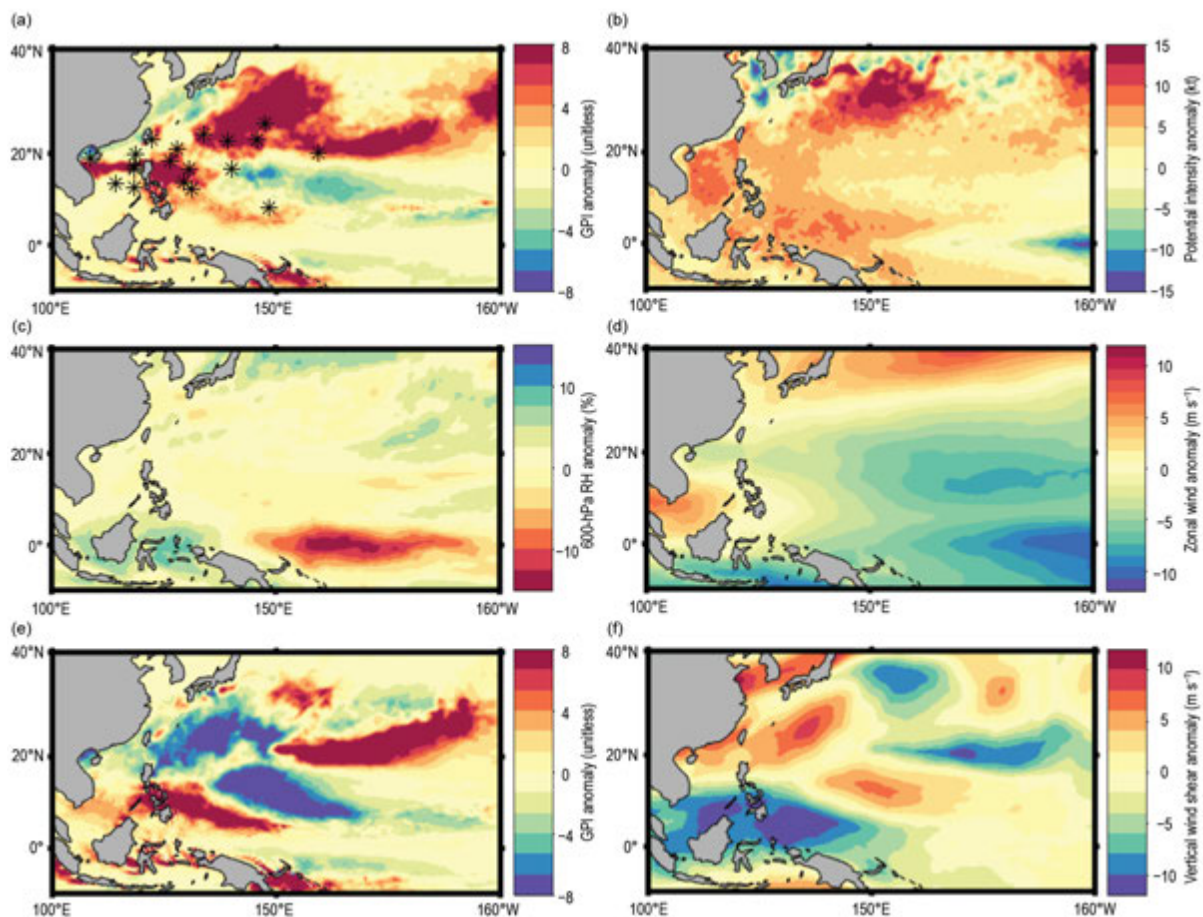 (a)
40°N
20°N
0°
100°E
150°E
160°W
8
4
0
−4
−8
GPI anomaly (unitless)
(b)
40°N
20°N
0°
100°E
150°E
160°W
15
10
5
0
−5
−10
−15
Potential intensity anomaly (kt)
(c)
40°N
20°N
0°
100°E
150°E
160°W
10
0
−10
600-hPa RH anomaly (%)
(d)
40°N
20°N
0°
100°E
150°E
160°W
10
5
0
−5
−10
Zonal wind anomaly (m s⁻¹)
(e)
40°N
20°N
0°
100°E
150°E
160°W
8
4
0
−4
−8
GPI anomaly (unitless)
(f)
40°N
20°N
0°
100°E
150°E
160°W
10
5
0
−5
−10
Vertical wind shear anomaly (m s⁻¹)